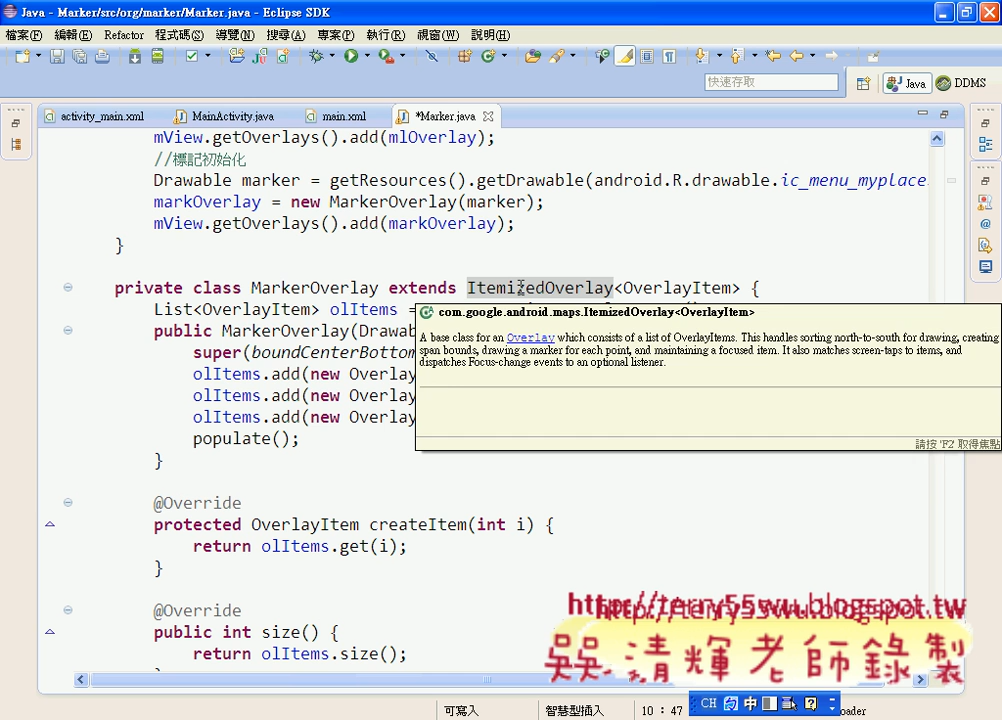 Java - Marker/src/org/marker/Marker.java - Eclipse SDK
檔案(F) 編輯(E) Refactor 程式碼(S) 導覽(N) 搜尋(A) 專案(P) 執行(R) 視窗(W) 說明(H)
快速存取 Java DDMS
activity_main.xml MainActivity.java main.xml *Marker.java
mView.getOverlays().add(mlOverlay);
//標記初始化
Drawable marker = getResources().getDrawable(android.R.drawable.ic_menu_myplace
markOverlay = new MarkerOverlay(marker);
mView.getOverlays().add(markOverlay);
}
private class MarkerOverlay extends ItemizedOverlay<OverlayItem> {
List<OverlayItem> olItems =
com.google.android.maps.ItemizedOverlay<OverlayItem>
public MarkerOverlay(Drawa
A base class for an Overlay which consists of a list of OverlayItems. This handles sorting north-to-south for drawing, creating
span bounds, drawing a marker for each point, and maintaining a focused item. It also matches screen-taps to items, and
dispatches Focus-change events to an optional listener.
super(boundCenterBottom
olItems.add(new Overlay
olItems.add(new Overlay
olItems.add(new Overlay
populate();
請按 'F2' 取得焦點
}
@Override
protected OverlayItem createItem(int i) {
return olItems.get(i);
}
@Override
public int size() {
return olItems.size();
http://terry55wu.blogspot.tw
吳清輝老師錄製
可寫入 智慧型插入 10 : 47 CH 中 oader